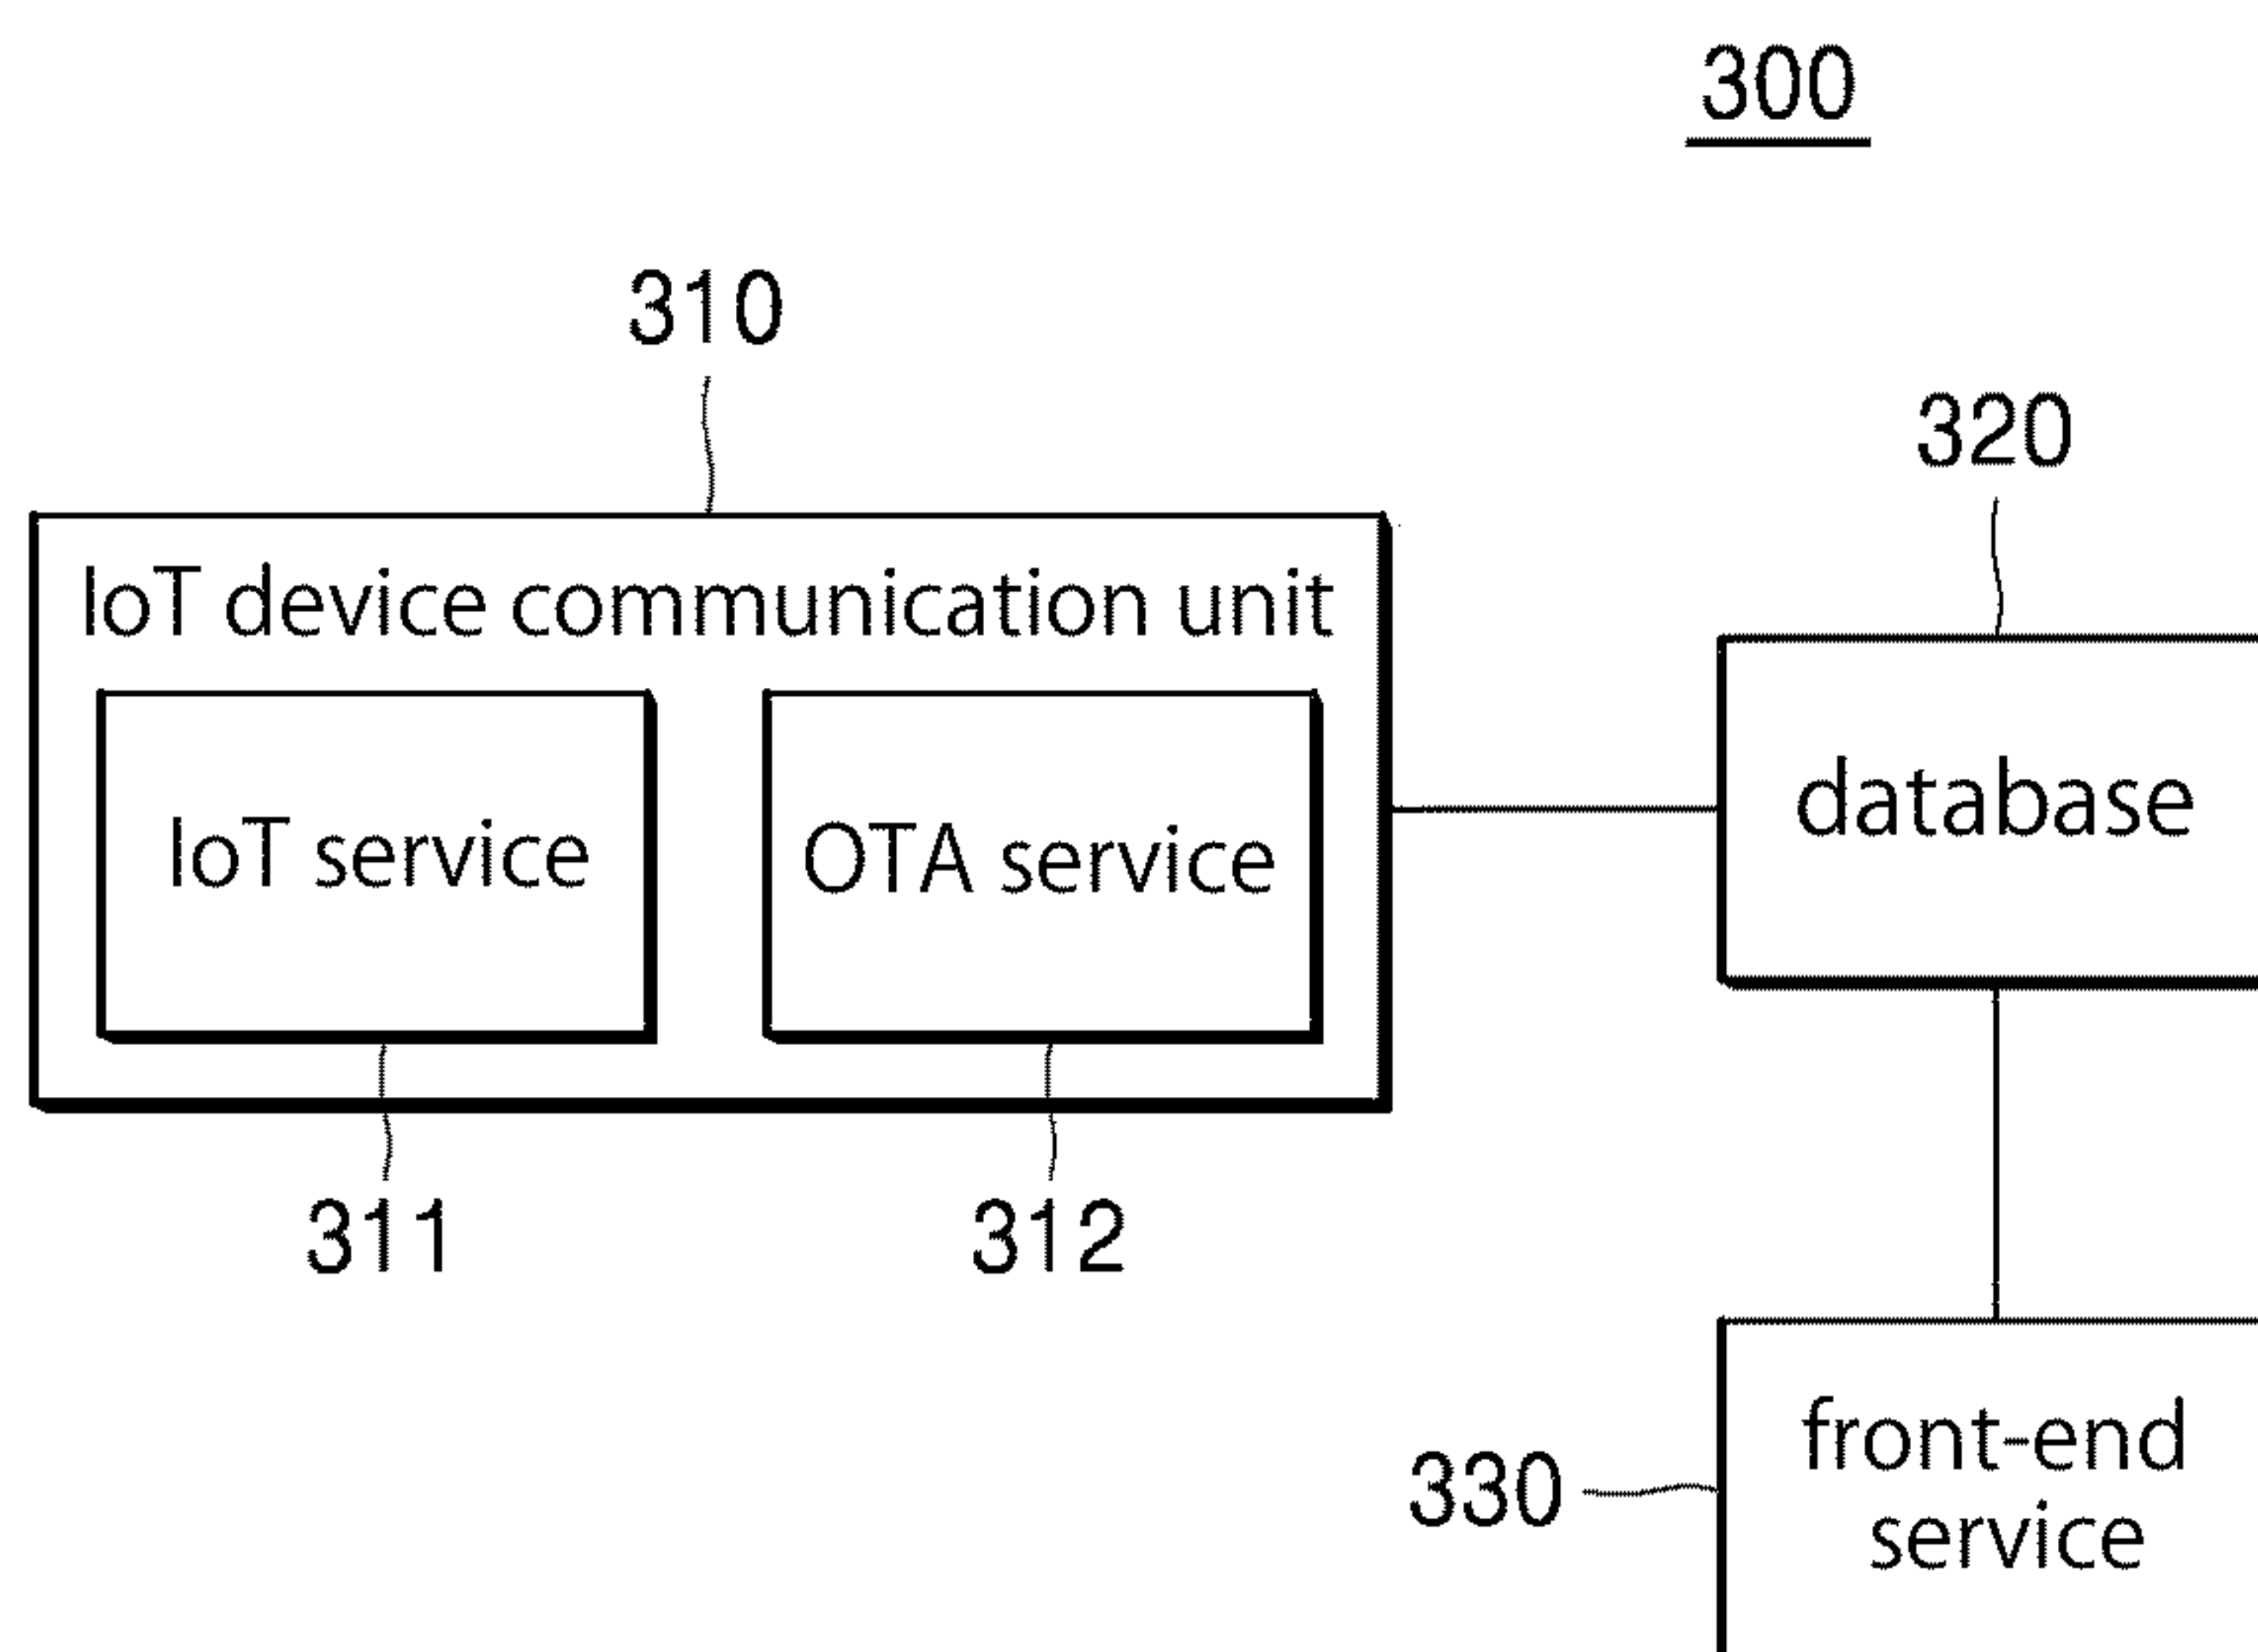 300
310
320
IoT device communication unit
IoT service
OTA service
database
311
312
330
front-end
service